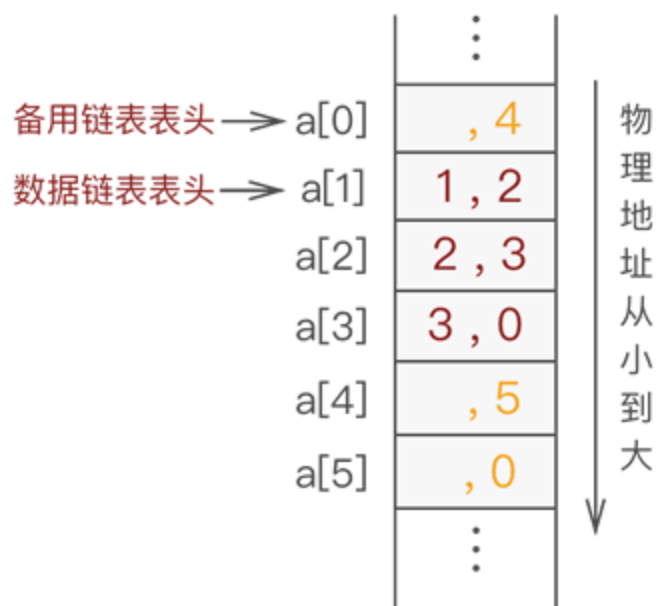 备用链表表头 a[0] , 4
数据链表表头 a[1] 1 , 2
a[2] 2 , 3
a[3] 3 , 0
a[4] , 5
a[5] , 0
物理地址从小到大